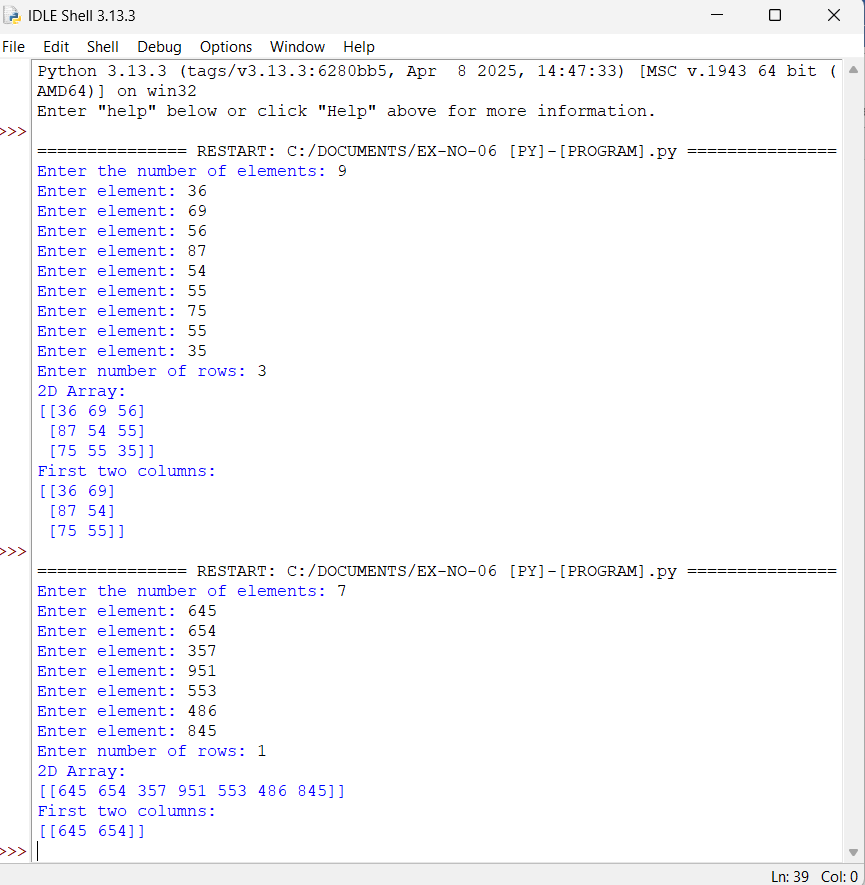 IDLE Shell 3.13.3
File Edit Shell Debug Options Window Help
Python 3.13.3 (tags/v3.13.3:6280bb5, Apr  8 2025, 14:47:33) [MSC v.1943 64 bit (
AMD64)] on win32
Enter "help" below or click "Help" above for more information.
>>>
=============== RESTART: C:/DOCUMENTS/EX-NO-06 [PY]-[PROGRAM].py ===============
Enter the number of elements: 9
Enter element: 36
Enter element: 69
Enter element: 56
Enter element: 87
Enter element: 54
Enter element: 55
Enter element: 75
Enter element: 55
Enter element: 35
Enter number of rows: 3
2D Array:
[[36 69 56]
 [87 54 55]
 [75 55 35]]
First two columns:
[[36 69]
 [87 54]
 [75 55]]
>>>
=============== RESTART: C:/DOCUMENTS/EX-NO-06 [PY]-[PROGRAM].py ===============
Enter the number of elements: 7
Enter element: 645
Enter element: 654
Enter element: 357
Enter element: 951
Enter element: 553
Enter element: 486
Enter element: 845
Enter number of rows: 1
2D Array:
[[645 654 357 951 553 486 845]]
First two columns:
[[645 654]]
>>>
Ln: 39 Col: 0